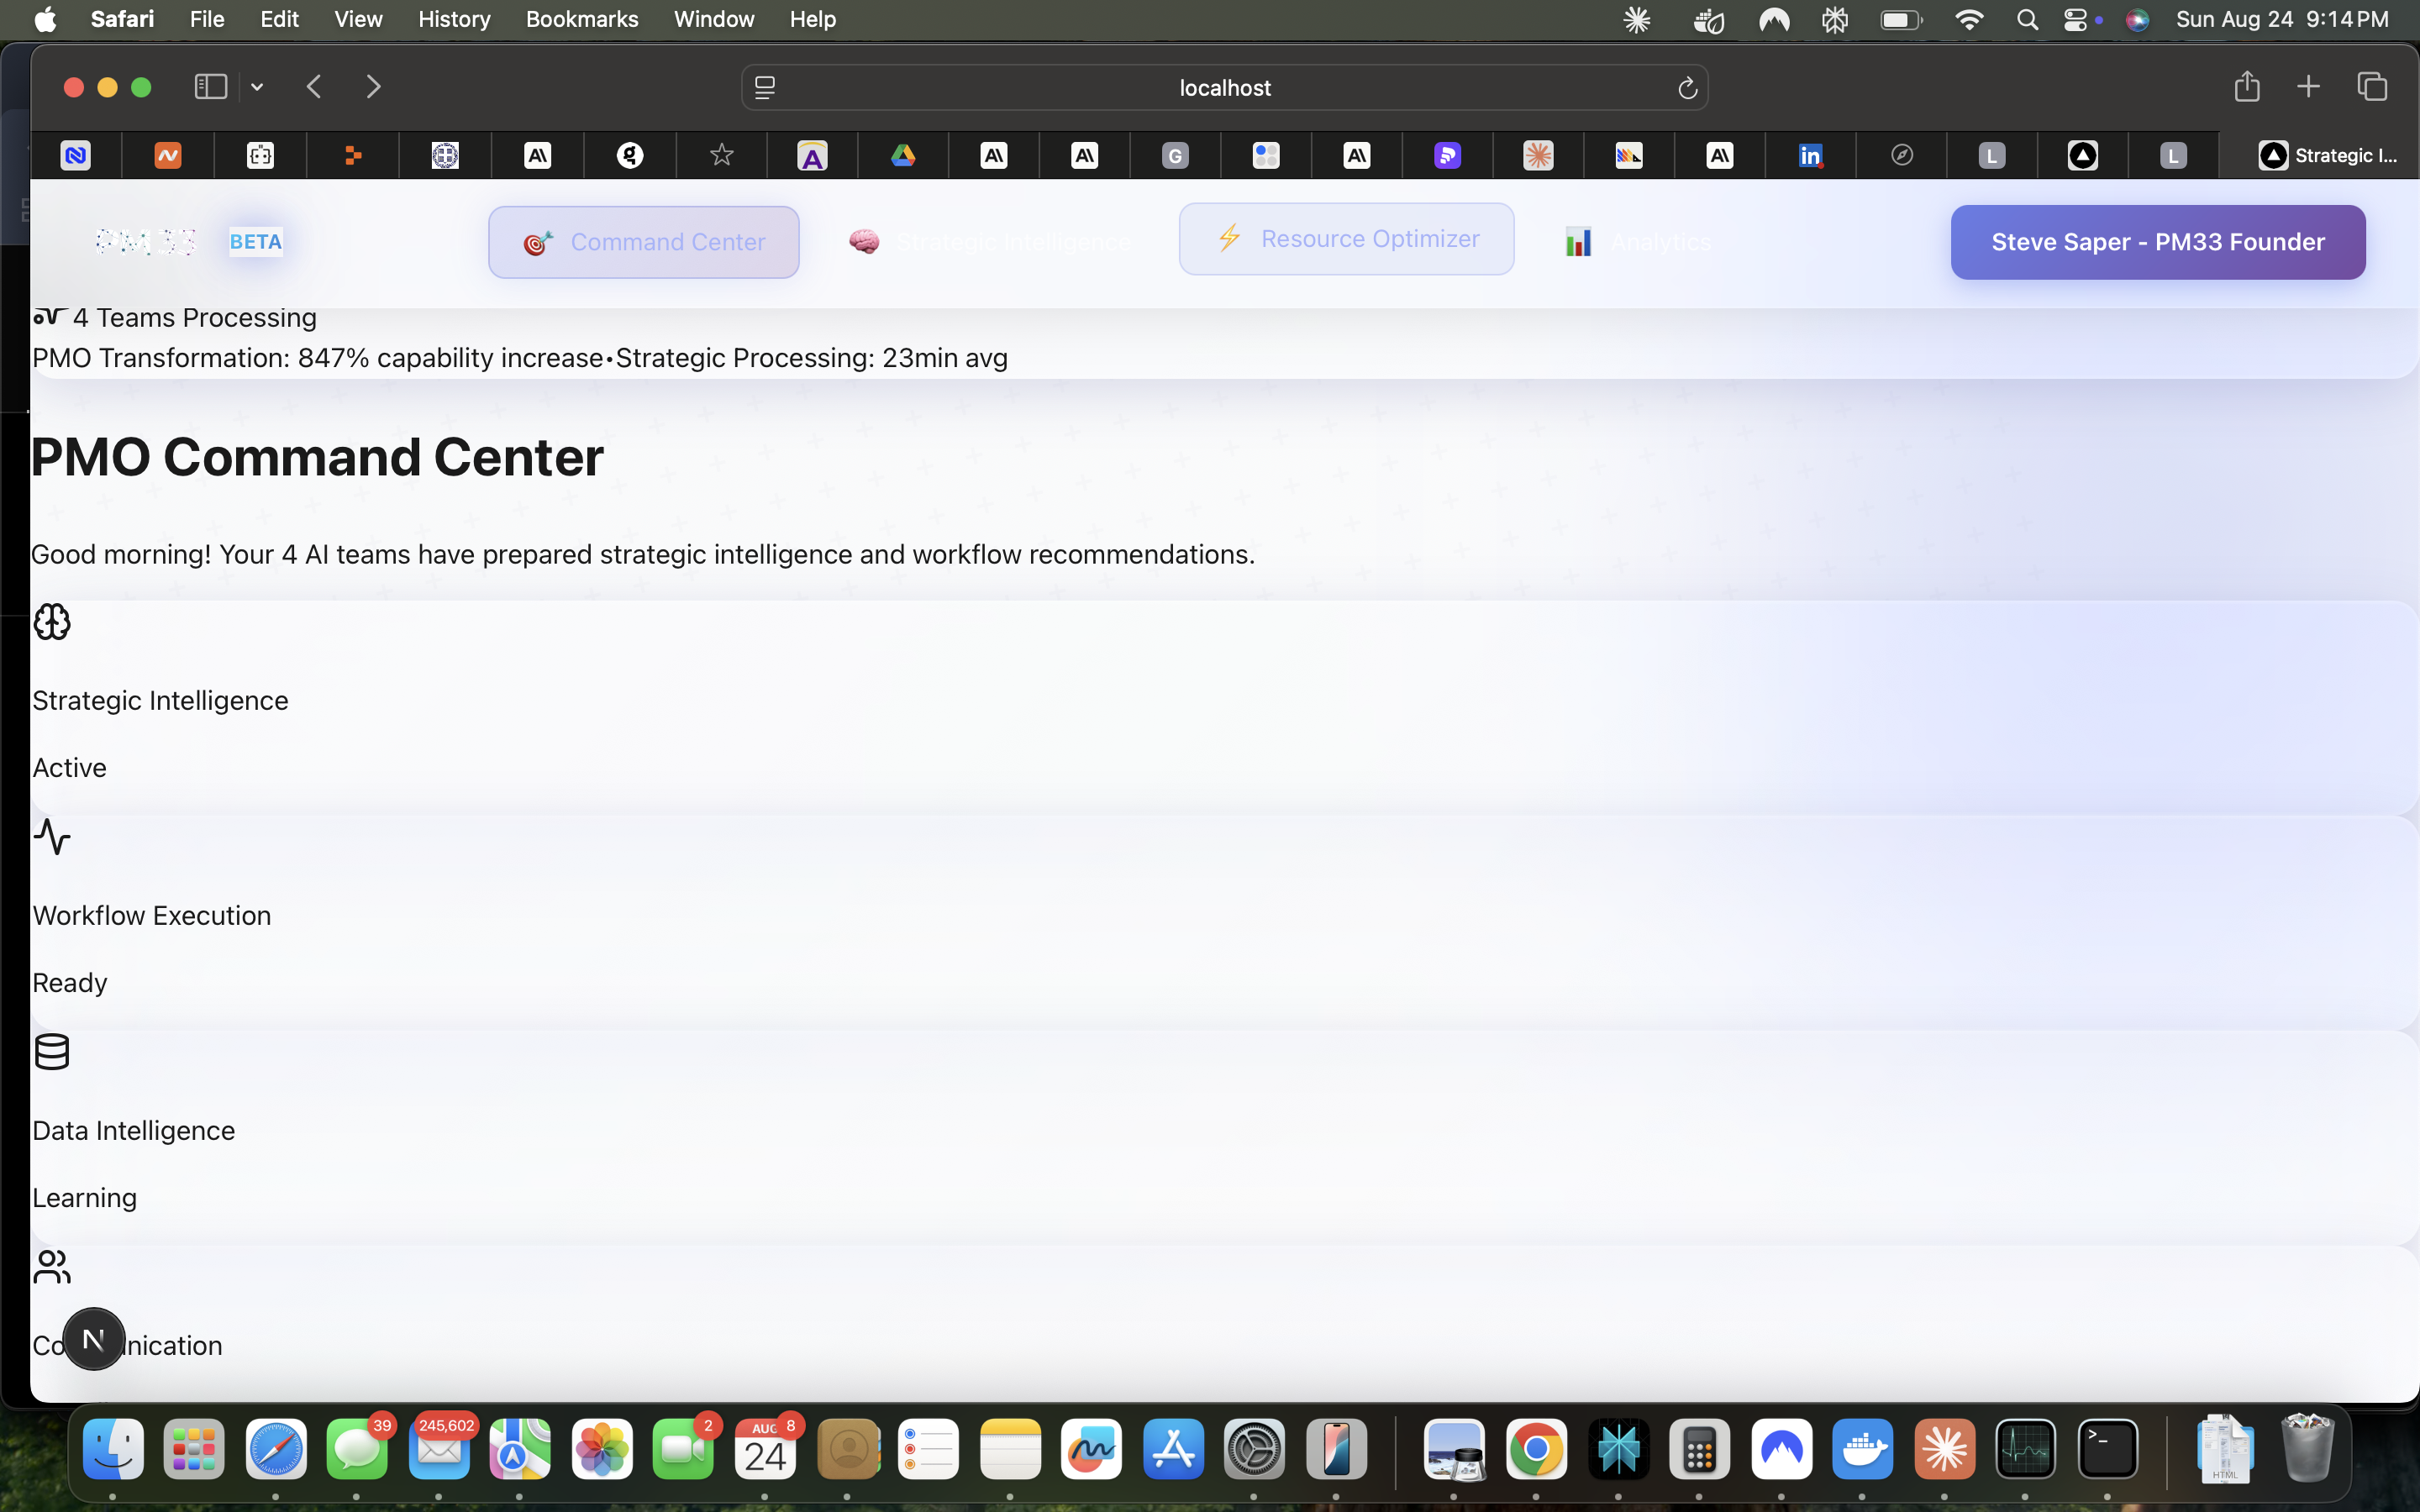 Safari File Edit View History Bookmarks Window Help Sun Aug 24 9:14 PM
localhost
N A\ g A A\ A\ G A\ A\ in L L Strategic I...
PM33 BETA Command Center Strategic Intelligence Resource Optimizer Analytics Steve Saper - PM33 Founder
4 Teams Processing
PMO Transformation: 847% capability increase•Strategic Processing: 23min avg
PMO Command Center
Good morning! Your 4 AI teams have prepared strategic intelligence and workflow recommendations.
Strategic Intelligence
Active
Workflow Execution
Ready
Data Intelligence
Learning
Co N nication
39 245,602 2 AUG 24 8 >_ HTML